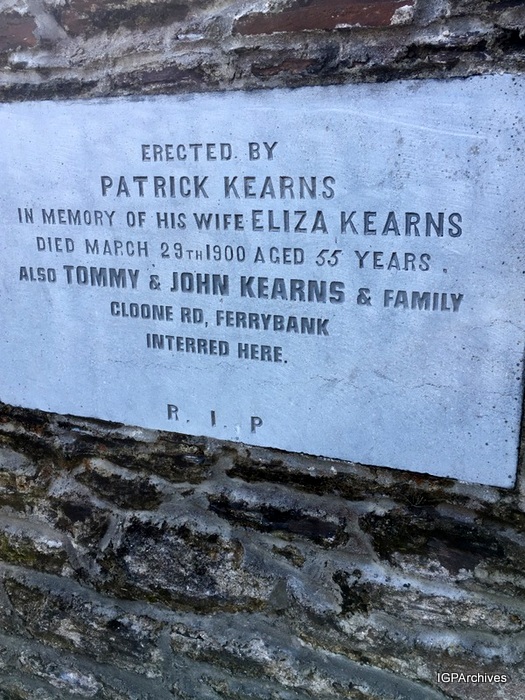 ERECTED BY
PATRICK KEARNS
IN MEMORY OF HIS WIFE ELIZA KEARNS
DIED MARCH 29TH 1900 AGED 55 YEARS.
ALSO TOMMY & JOHN KEARNS & FAMILY
CLOONE RD, FERRYBANK
INTERRED HERE.
R. I. P
IGPArchives